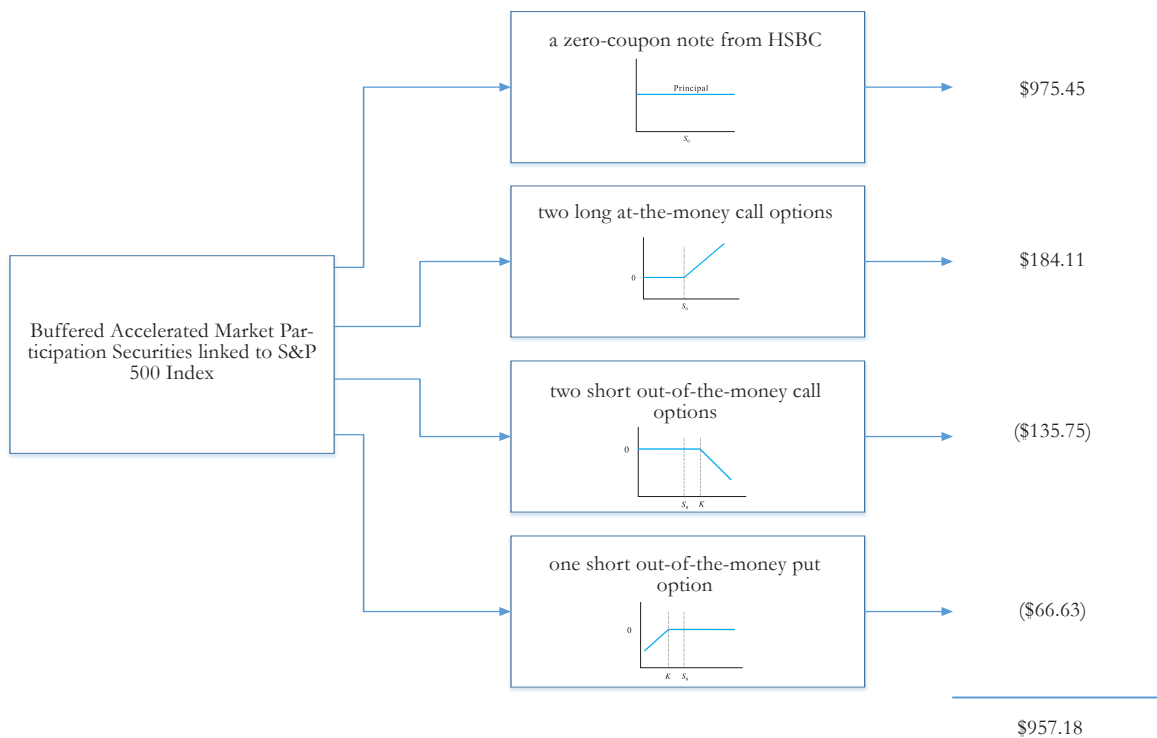 a zero-coupon note from HSBC
Principal
S₀
$975.45
two long at-the-money call options
0
S₀
$184.11
Buffered Accelerated Market Par-
ticipation Securities linked to S&P
500 Index
two short out-of-the-money call
options
0
S₀ K
($135.75)
one short out-of-the-money put
option
0
K S₀
($66.63)
$957.18